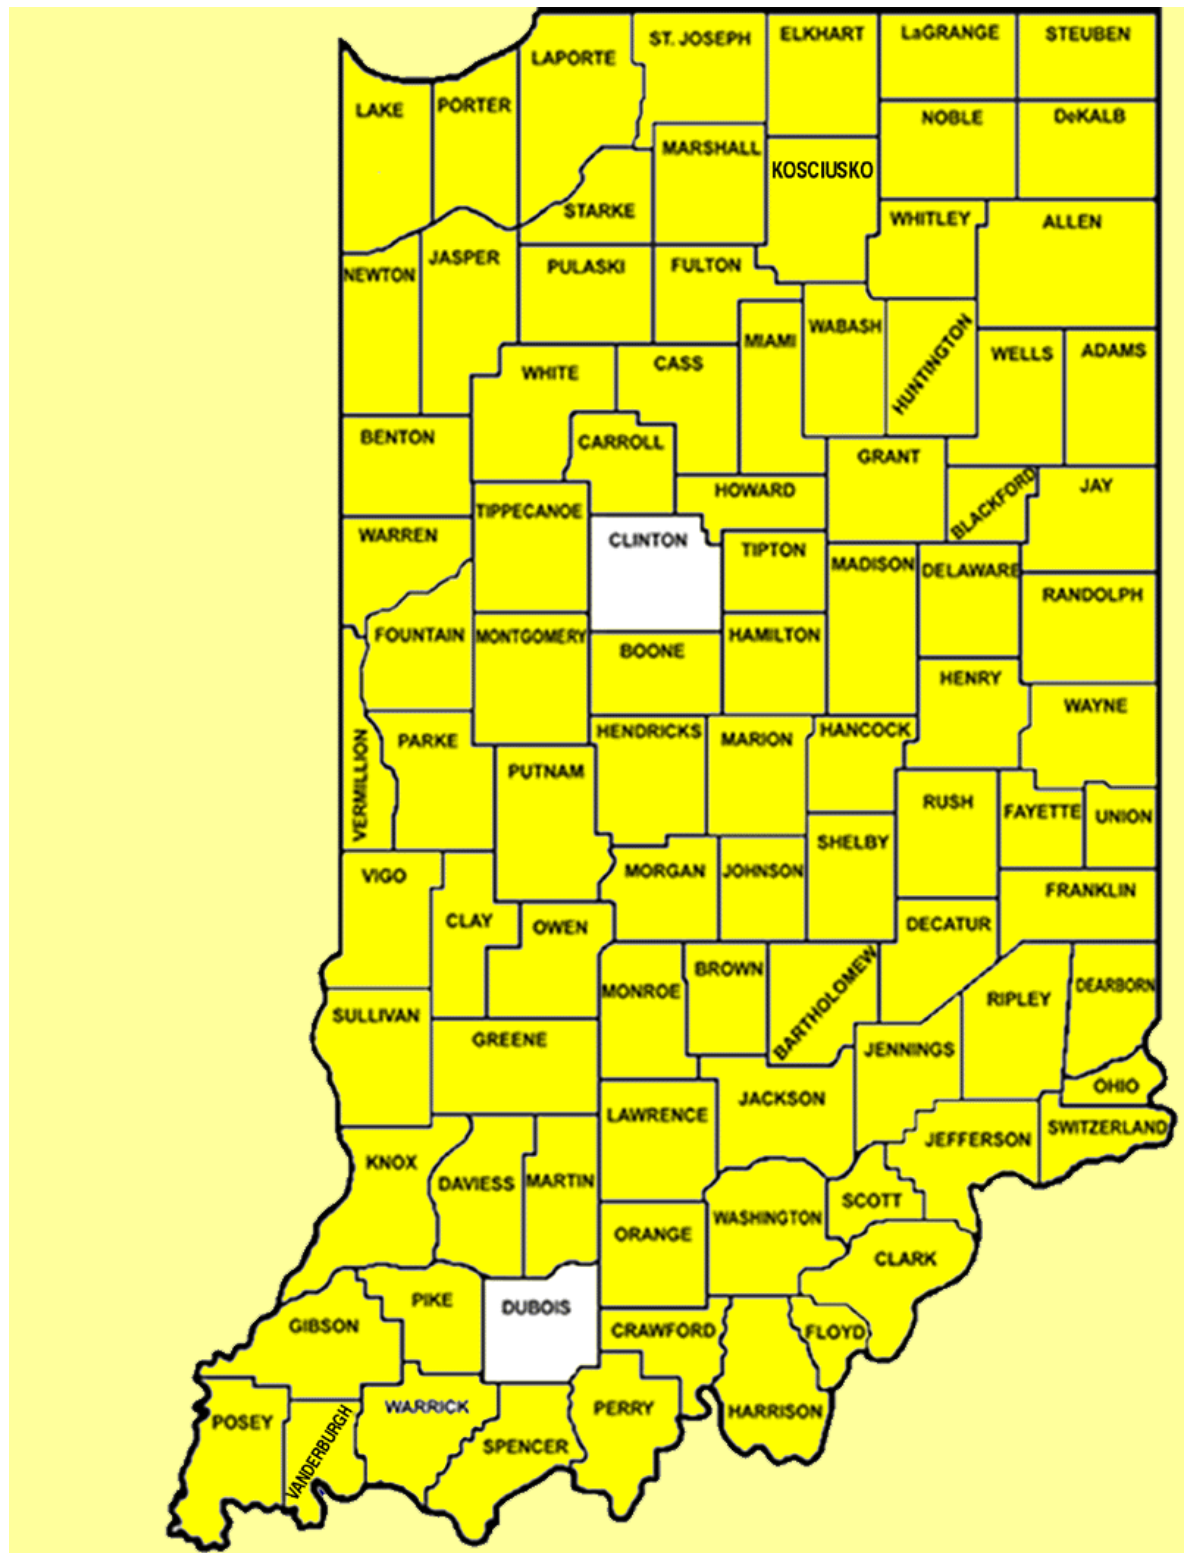 ST. JOSEPH
ELKHART
LaGRANGE
STEUBEN
LAPORTE
LAKE
PORTER
NOBLE
DeKALB
MARSHALL
KOSCIUSKO
STARKE
WHITLEY
ALLEN
NEWTON
JASPER
PULASKI
FULTON
MIAMI
WABASH
HUNTINGTON
WELLS
ADAMS
WHITE
CASS
BENTON
CARROLL
GRANT
BLACKFORD
JAY
HOWARD
TIPPECANOE
WARREN
CLINTON
TIPTON
MADISON
DELAWARE
RANDOLPH
FOUNTAIN
MONTGOMERY
BOONE
HAMILTON
HENRY
WAYNE
VERMILLION
PARKE
PUTNAM
HENDRICKS
MARION
HANCOCK
RUSH
FAYETTE
UNION
SHELBY
VIGO
MORGAN
JOHNSON
FRANKLIN
CLAY
OWEN
DECATUR
MONROE
BROWN
BARTHOLOMEW
RIPLEY
DEARBORN
SULLIVAN
GREENE
JENNINGS
OHIO
JACKSON
LAWRENCE
SWITZERLAND
JEFFERSON
KNOX
DAVIESS
MARTIN
SCOTT
WASHINGTON
ORANGE
CLARK
PIKE
DUBOIS
GIBSON
CRAWFORD
FLOYD
POSEY
VANDERBURGH
WARRICK
PERRY
HARRISON
SPENCER